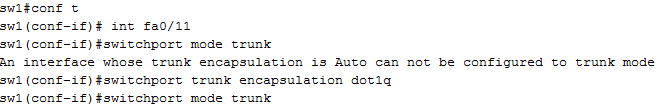 sw1#conf t
sw1(conf-if)# int fa0/11
sw1(conf-if)#switchport mode trunk
An interface whose trunk encapsulation is Auto can not be configured to trunk mode
sw1(conf-if)#switchport trunk encapsulation dot1q
sw1(conf-if)#switchport mode trunk